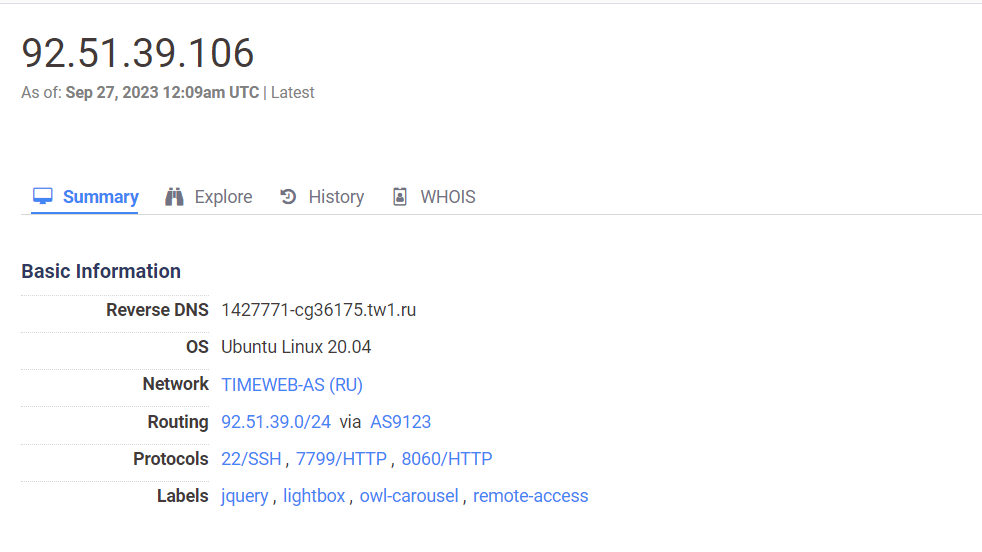 92.51.39.106
As of: Sep 27, 2023 12:09am UTC | Latest
Summary Explore History WHOIS
Basic Information
Reverse DNS 1427771-cg36175.tw1.ru
OS Ubuntu Linux 20.04
Network TIMEWEB-AS (RU)
Routing 92.51.39.0/24 via AS9123
Protocols 22/SSH , 7799/HTTP , 8060/HTTP
Labels jquery , lightbox , owl-carousel , remote-access